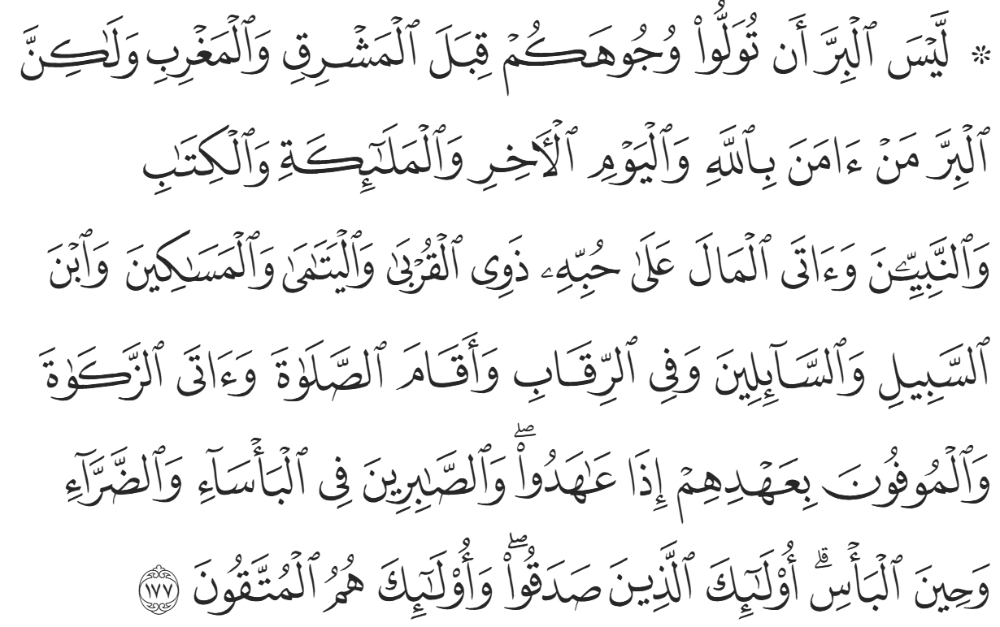 ۞ لَّيۡسَ ٱلۡبِرَّ أَن تُوَلُّواْ وُجُوهَكُمۡ قِبَلَ ٱلۡمَشۡرِقِ وَٱلۡمَغۡرِبِ وَلَٰكِنَّ
ٱلۡبِرَّ مَنۡ ءَامَنَ بِٱللَّهِ وَٱلۡيَوۡمِ ٱلۡأٓخِرِ وَٱلۡمَلَٰٓئِكَةِ وَٱلۡكِتَٰبِ
وَٱلنَّبِيِّـۧنَ وَءَاتَى ٱلۡمَالَ عَلَىٰ حُبِّهِۦ ذَوِي ٱلۡقُرۡبَىٰ وَٱلۡيَتَٰمَىٰ وَٱلۡمَسَٰكِينَ وَٱبۡنَ
ٱلسَّبِيلِ وَٱلسَّآئِلِينَ وَفِي ٱلرِّقَابِ وَأَقَامَ ٱلصَّلَوٰةَ وَءَاتَى ٱلزَّكَوٰةَ
وَٱلۡمُوفُونَ بِعَهۡدِهِمۡ إِذَا عَٰهَدُواْۖ وَٱلصَّٰبِرِينَ فِي ٱلۡبَأۡسَآءِ وَٱلضَّرَّآءِ
وَحِينَ ٱلۡبَأۡسِۗ أُوْلَٰٓئِكَ ٱلَّذِينَ صَدَقُواْۖ وَأُوْلَٰٓئِكَ هُمُ ٱلۡمُتَّقُونَ ١٧٧